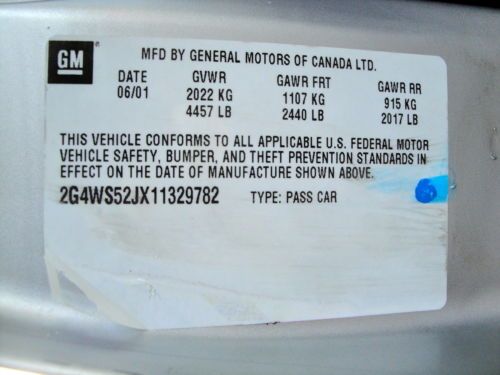 GM
MFD BY GENERAL MOTORS OF CANADA LTD.
DATE GVWR GAWR FRT GAWR RR
06/01 2022 KG 1107 KG 915 KG
4457 LB 2440 LB 2017 LB
THIS VEHICLE CONFORMS TO ALL APPLICABLE U.S. FEDERAL MOTOR
VEHICLE SAFETY, BUMPER, AND THEFT PREVENTION STANDARDS IN
EFFECT ON THE DATE OF MANUFACTURE SHOWN ABOVE.
2G4WS52JX11329782 TYPE: PASS CAR